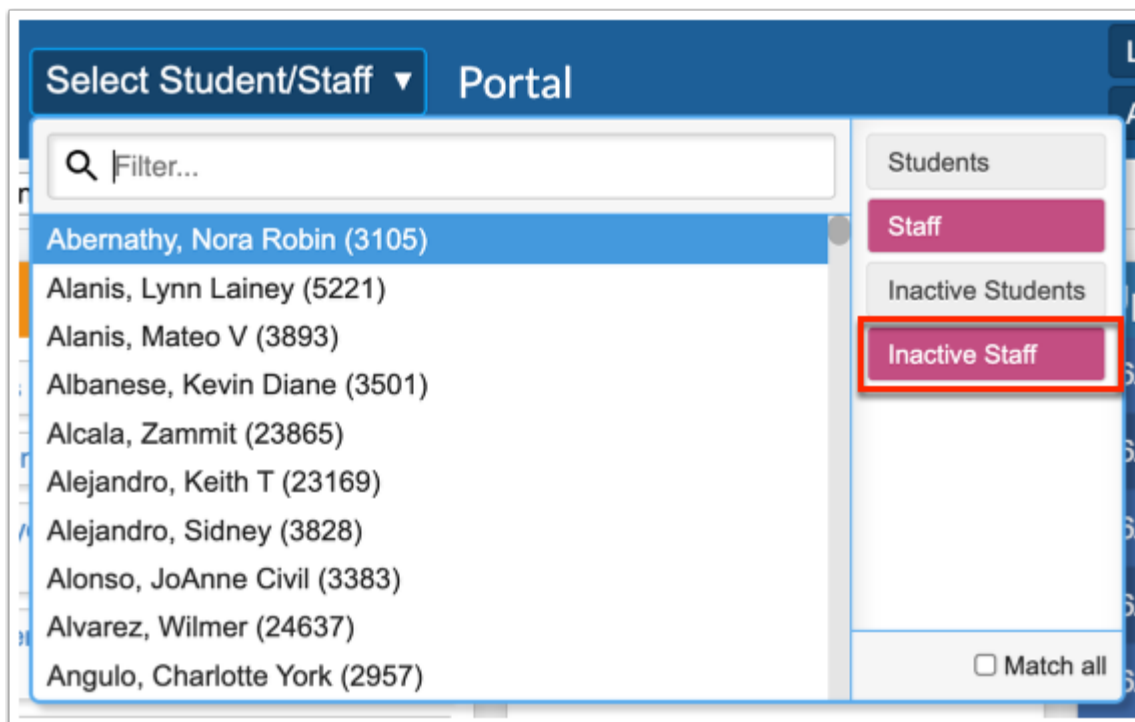 Select Student/Staff ▼ Portal
Filter...
Abernathy, Nora Robin (3105)
Alanis, Lynn Lainey (5221)
Alanis, Mateo V (3893)
Albanese, Kevin Diane (3501)
Alcala, Zammit (23865)
Alejandro, Keith T (23169)
Alejandro, Sidney (3828)
Alonso, JoAnne Civil (3383)
Alvarez, Wilmer (24637)
Angulo, Charlotte York (2957)
Students
Staff
Inactive Students
Inactive Staff
Match all